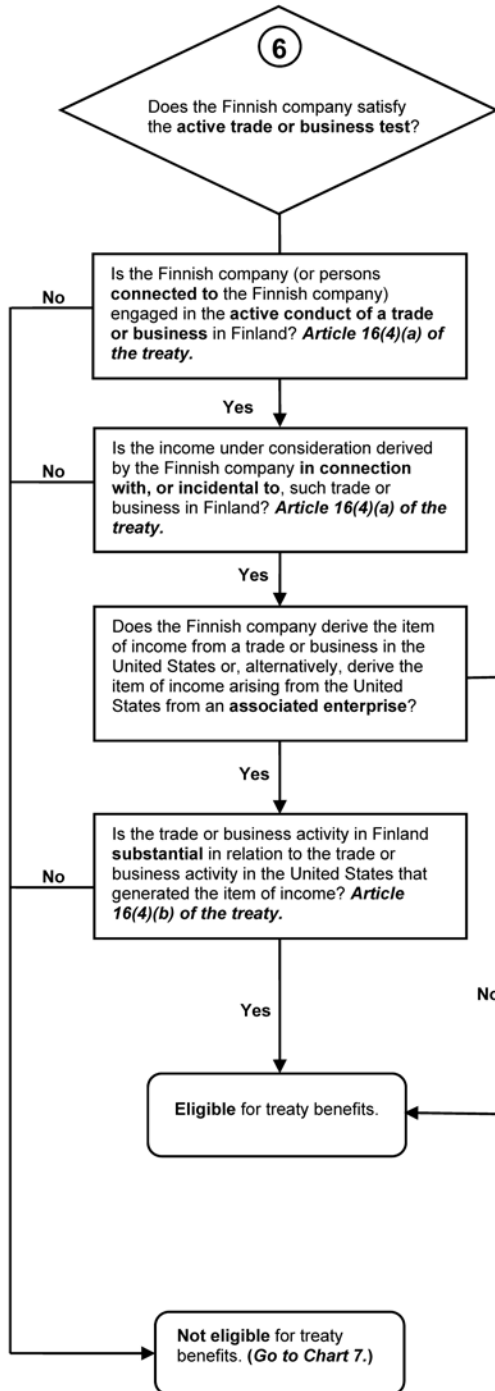 6
Does the Finnish company satisfy
the active trade or business test?
Is the Finnish company (or persons
connected to the Finnish company)
engaged in the active conduct of a trade
or business in Finland? Article 16(4)(a) of
the treaty.
No
Yes
Is the income under consideration derived
by the Finnish company in connection
with, or incidental to, such trade or
business in Finland? Article 16(4)(a) of the
treaty.
No
Yes
Does the Finnish company derive the item
of income from a trade or business in the
United States or, alternatively, derive the
item of income arising from the United
States from an associated enterprise?
Yes
Is the trade or business activity in Finland
substantial in relation to the trade or
business activity in the United States that
generated the item of income? Article
16(4)(b) of the treaty.
No
Yes
No
Eligible for treaty benefits.
Not eligible for treaty
benefits. (Go to Chart 7.)